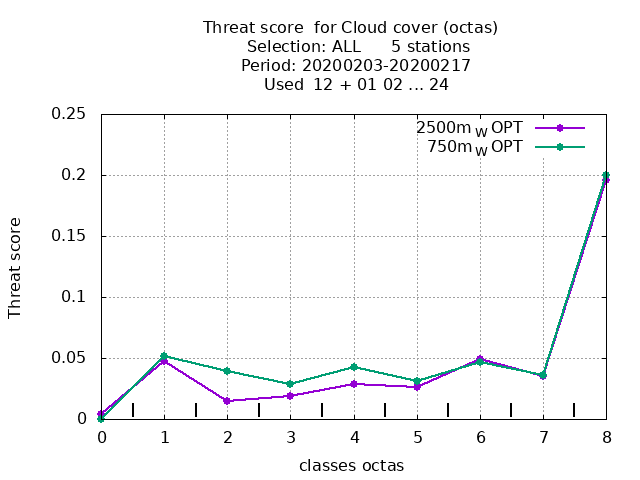 Threat score  for Cloud cover (octas)
Selection: ALL      5 stations
Period: 20200203-20200217
Used  12 + 01 02 ... 24
0.25
0.2
0.15
0.1
0.05
0
Threat score
2500m W OPT
750m W OPT
0 1 2 3 4 5 6 7 8
classes octas